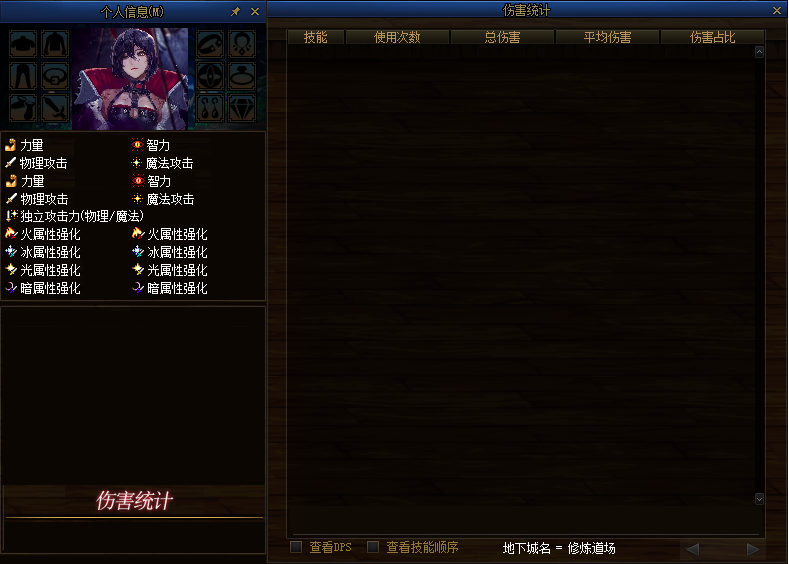 个人信息(M)
力量 智力
物理攻击 魔法攻击
力量 智力
物理攻击 魔法攻击
独立攻击力(物理/魔法)
火属性强化 火属性强化
冰属性强化 冰属性强化
光属性强化 光属性强化
暗属性强化 暗属性强化
伤害统计
伤害统计
技能 使用次数 总伤害 平均伤害 伤害占比
查看DPS 查看技能顺序 地下城名 = 修炼道场